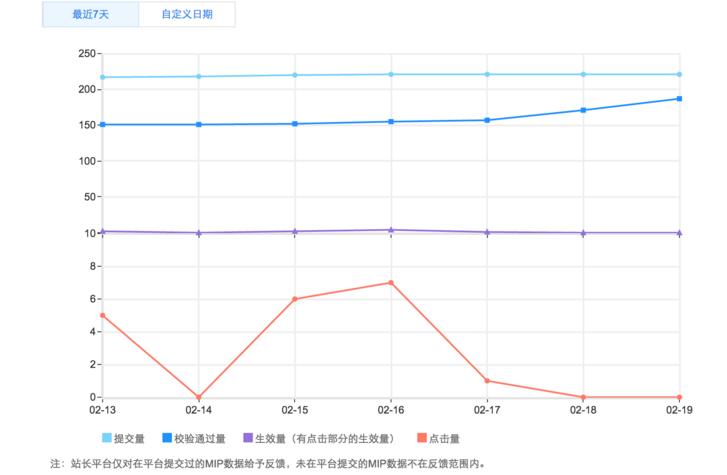 最近7天 自定义日期
250
200
150
100
50
10
8
6
4
2
0
02-13 02-14 02-15 02-16 02-17 02-18 02-19
提交量 校验通过量 生效量（有点击部分的生效量） 点击量
注：站长平台仅对在平台提交过的MIP数据给予反馈，未在平台提交的MIP数据不在反馈范围内。